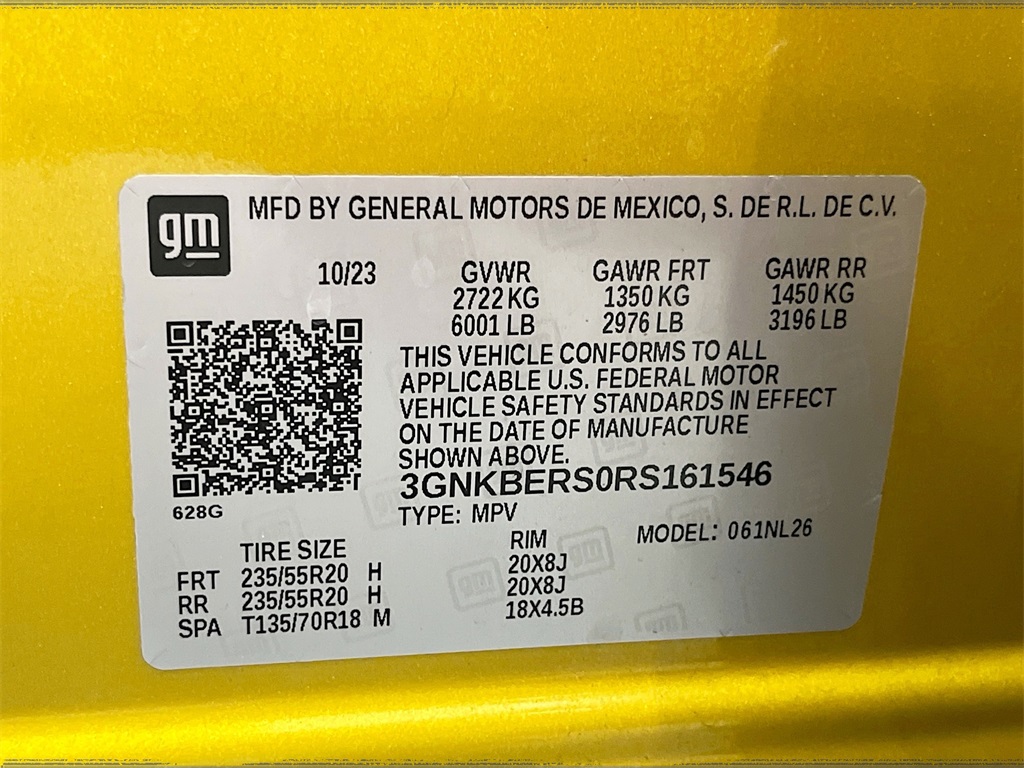 gm
MFD BY GENERAL MOTORS DE MEXICO, S. DE R.L. DE C.V.
10/23 GVWR GAWR FRT GAWR RR
2722 KG 1350 KG 1450 KG
6001 LB 2976 LB 3196 LB
THIS VEHICLE CONFORMS TO ALL
APPLICABLE U.S. FEDERAL MOTOR
VEHICLE SAFETY STANDARDS IN EFFECT
ON THE DATE OF MANUFACTURE
SHOWN ABOVE.
3GNKBERS0RS161546
628G
TYPE: MPV
MODEL: 061NL26
TIRE SIZE RIM
FRT 235/55R20 H 20X8J
RR 235/55R20 H 20X8J
SPA T135/70R18 M 18X4.5B